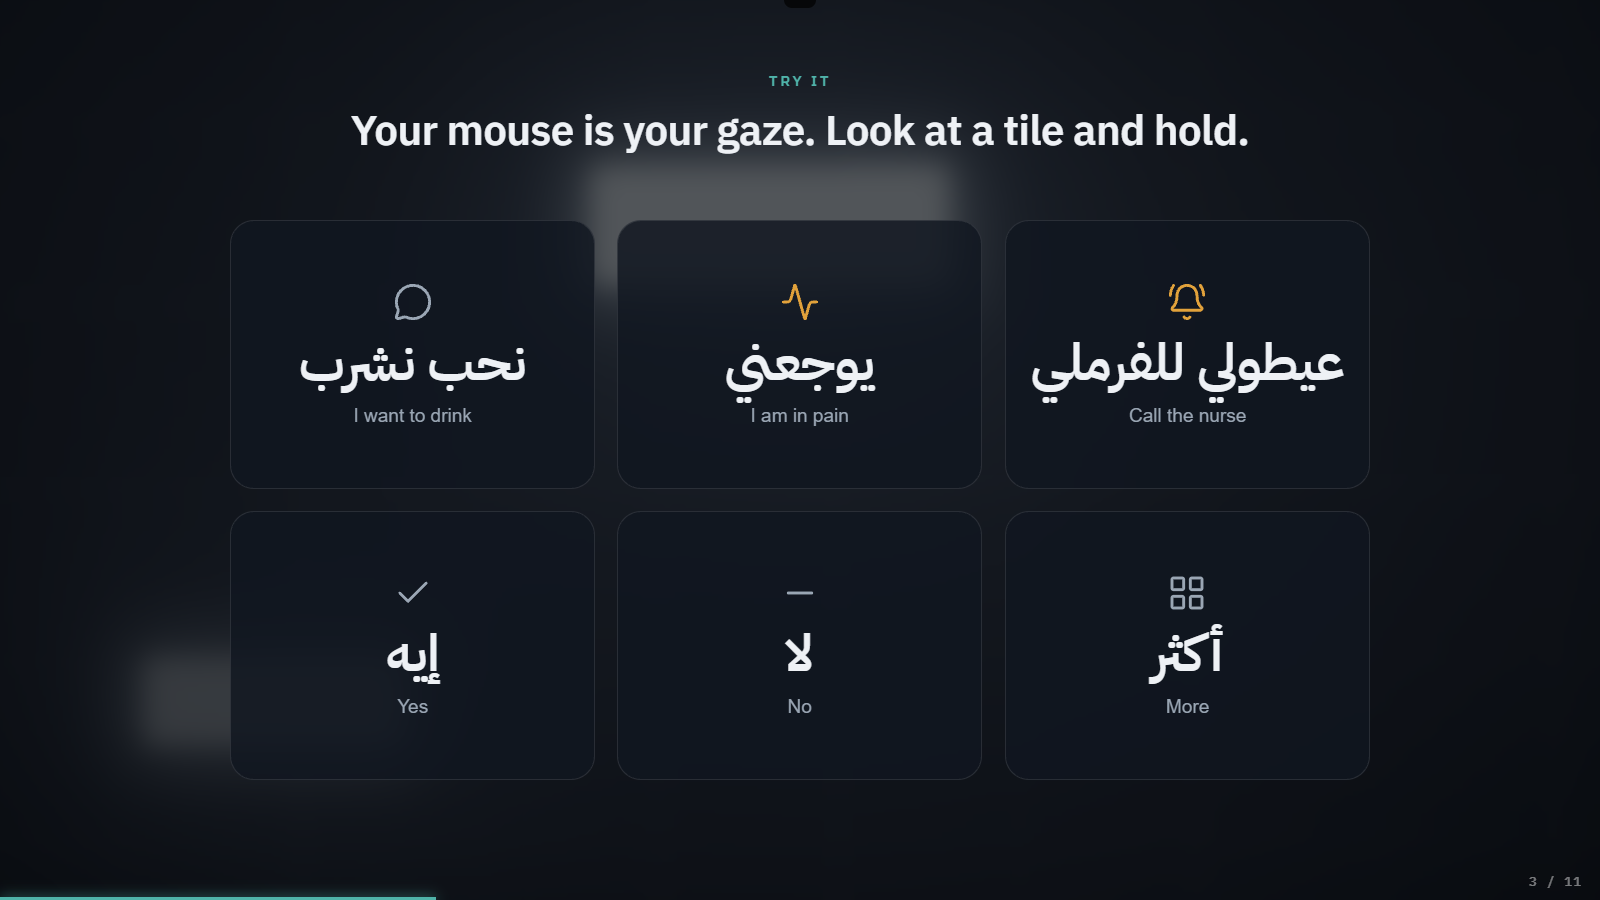 TRY IT
Your mouse is your gaze. Look at a tile and hold.
نحب نشرب
I want to drink
يوجعني
I am in pain
عيطولي للفرملي
Call the nurse
إيه
Yes
لا
No
أكثر
More
3 / 11